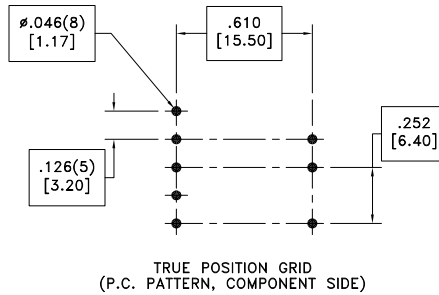 ø.046(8)
[1.17]
.610
[15.50]
.252
[6.40]
.126(5)
[3.20]
TRUE POSITION GRID
(P.C. PATTERN, COMPONENT SIDE)